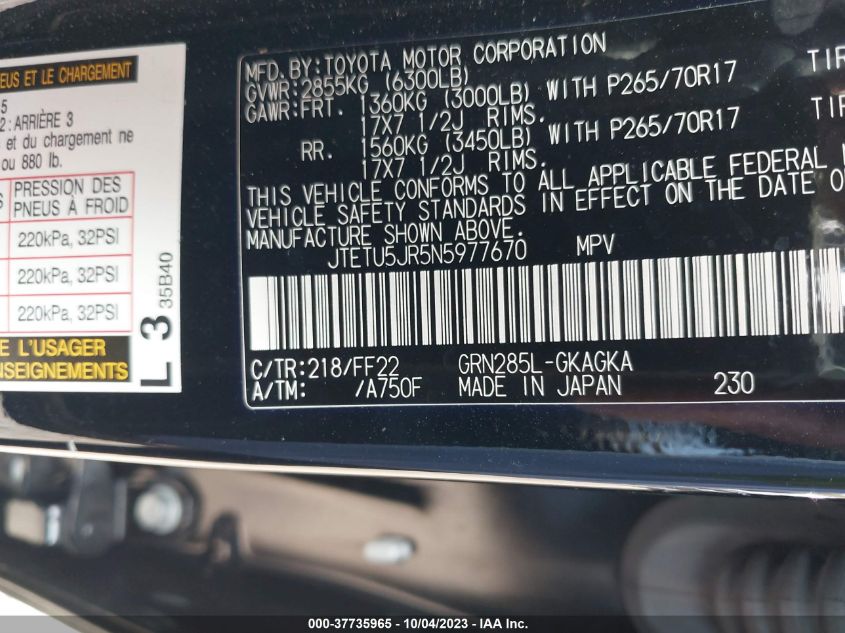 NEUS ET LE CHARGEMENT
5
2 : ARRIÈRE 3
et du chargement ne
ou 880 lb.
PRESSION DES
PNEUS À FROID
220kPa, 32PSI
220kPa, 32PSI
220kPa, 32PSI
E L'USAGER
ENSEIGNEMENTS
L 3
35B40
MFD. BY: TOYOTA MOTOR CORPORATION
GVWR: 2855KG (6300LB)
GAWR: FRT. 1360KG (3000LB) WITH P265/70R17 TIR
17X7 1/2J RIMS.
RR. 1560KG (3450LB) WITH P265/70R17 TIR
17X7 1/2J RIMS.
THIS VEHICLE CONFORMS TO ALL APPLICABLE FEDERAL M
VEHICLE SAFETY STANDARDS IN EFFECT ON THE DATE O
MANUFACTURE SHOWN ABOVE.
JTETU5JR5N5977670 MPV
C/TR: 218/FF22 GRN285L-GKAGKA
A/TM: /A750F MADE IN JAPAN 230
000-37735965 - 10/04/2023 - IAA Inc.